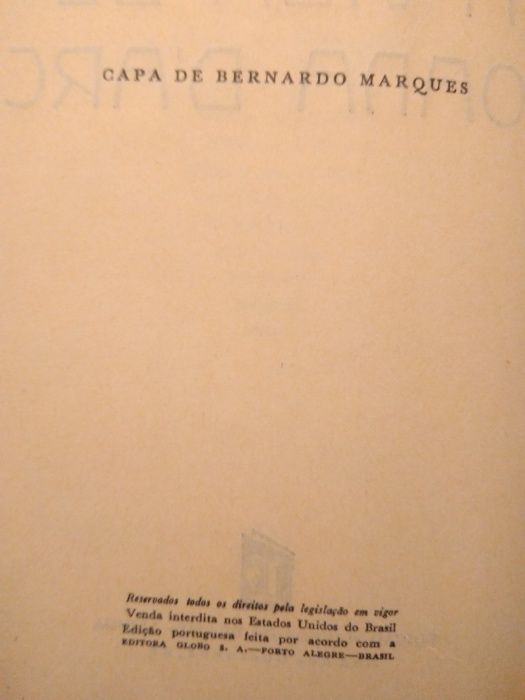 CAPA DE BERNARDO MARQUES
Reservados todos os direitos pela legislação em vigor
Venda interdita nos Estados Unidos do Brasil
Edição portuguesa feita por acordo com a
EDITORA GLOBO S. A.—PORTO ALEGRE—BRASIL